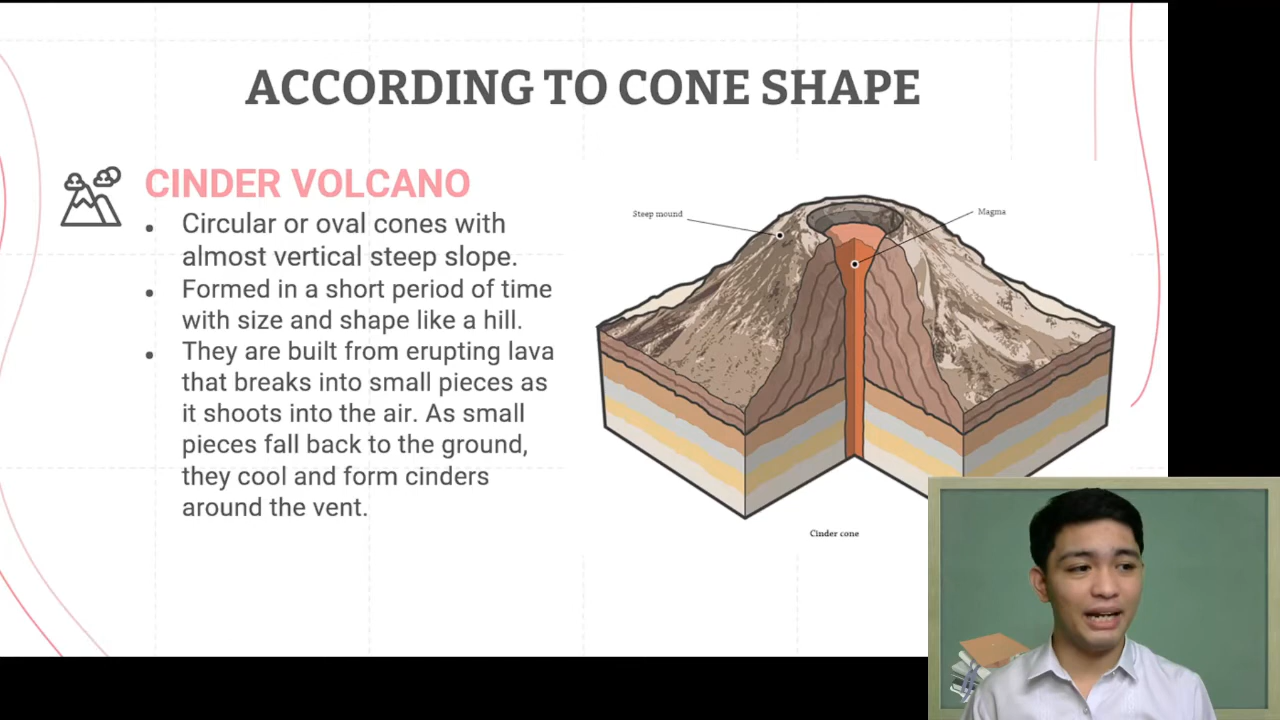 ACCORDING TO CONE SHAPE
CINDER VOLCANO
• Circular or oval cones with
almost vertical steep slope.
• Formed in a short period of time
with size and shape like a hill.
• They are built from erupting lava
that breaks into small pieces as
it shoots into the air. As small
pieces fall back to the ground,
they cool and form cinders
around the vent.
Steep mound
Magma
Cinder cone